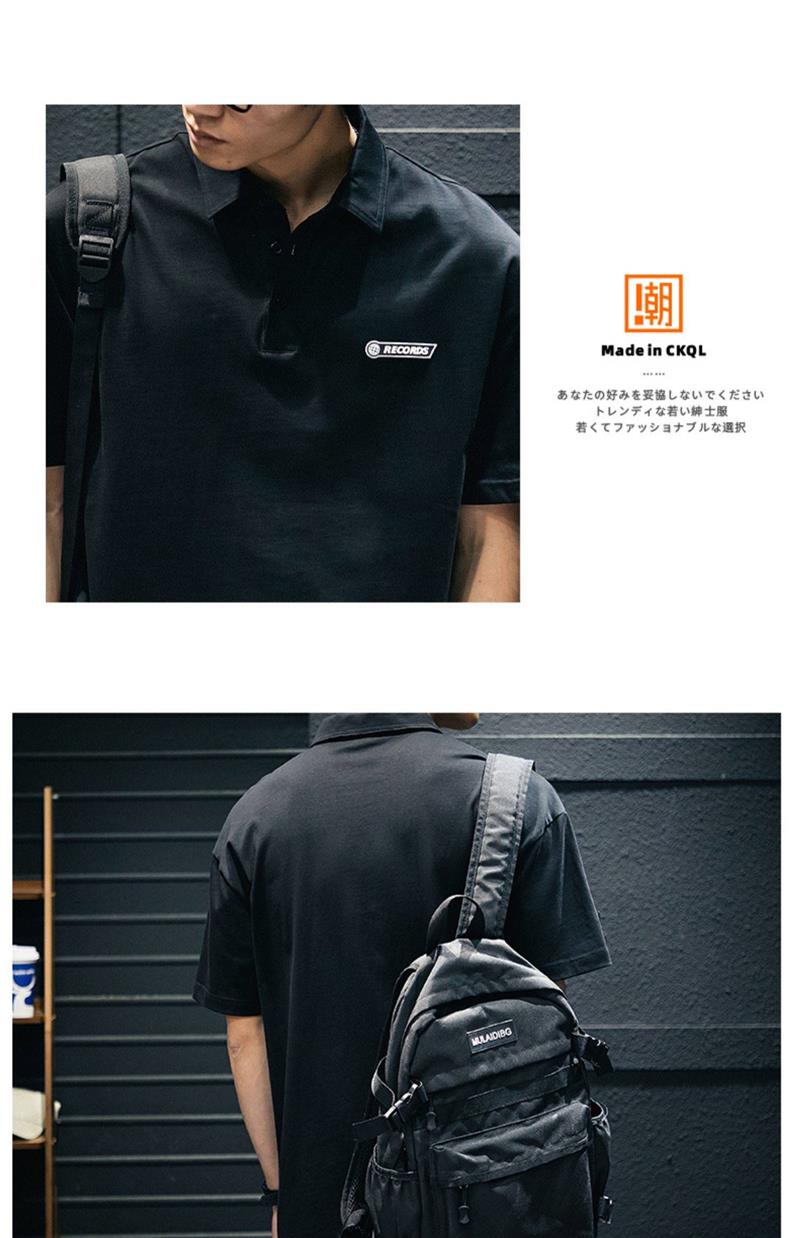 RECORDS
!潮
Made in CKQL
……
あなたの好みを妥協しないでください
トレンディな若い紳士服
若くてファッショナブルな選択
MULAIDIBG